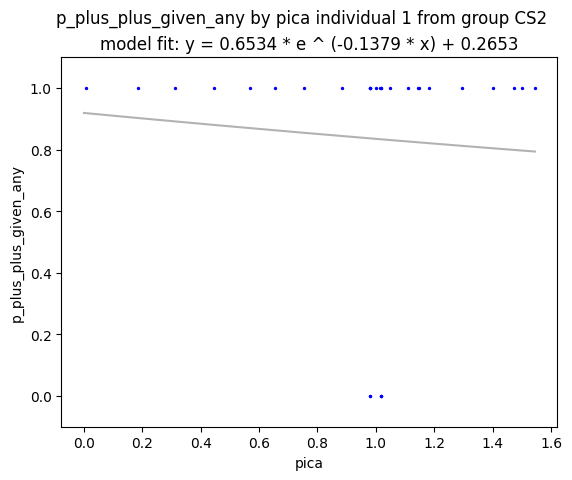 p_plus_plus_given_any by pica individual 1 from group CS2
model fit: y = 0.6534 * e ^ (-0.1379 * x) + 0.2653
1.0
0.8
0.6
0.4
0.2
0.0
p_plus_plus_given_any
0.0 0.2 0.4 0.6 0.8 1.0 1.2 1.4 1.6
pica